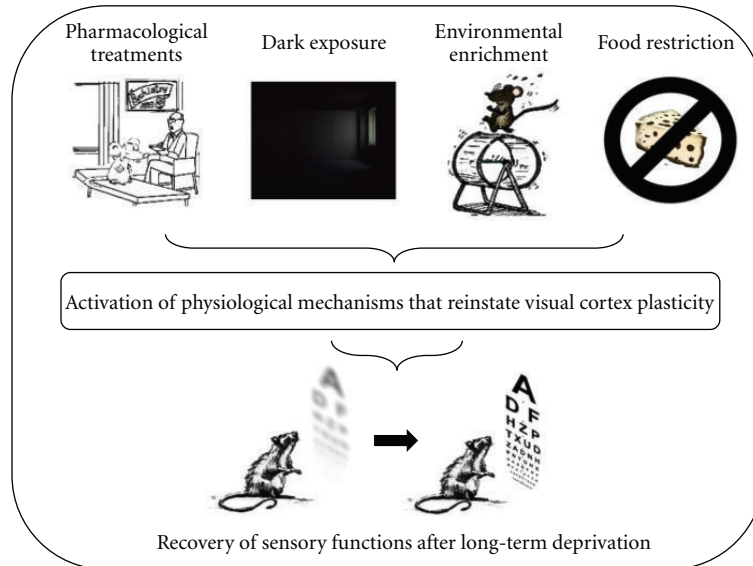 Pharmacological
treatments
Dark exposure
Environmental
enrichment
Food restriction
Activation of physiological mechanisms that reinstate visual cortex plasticity
A
D F
H Z P
T X U D
Z A D N H
A
D F
H Z P
T X U D
Z A D N H
Recovery of sensory functions after long-term deprivation